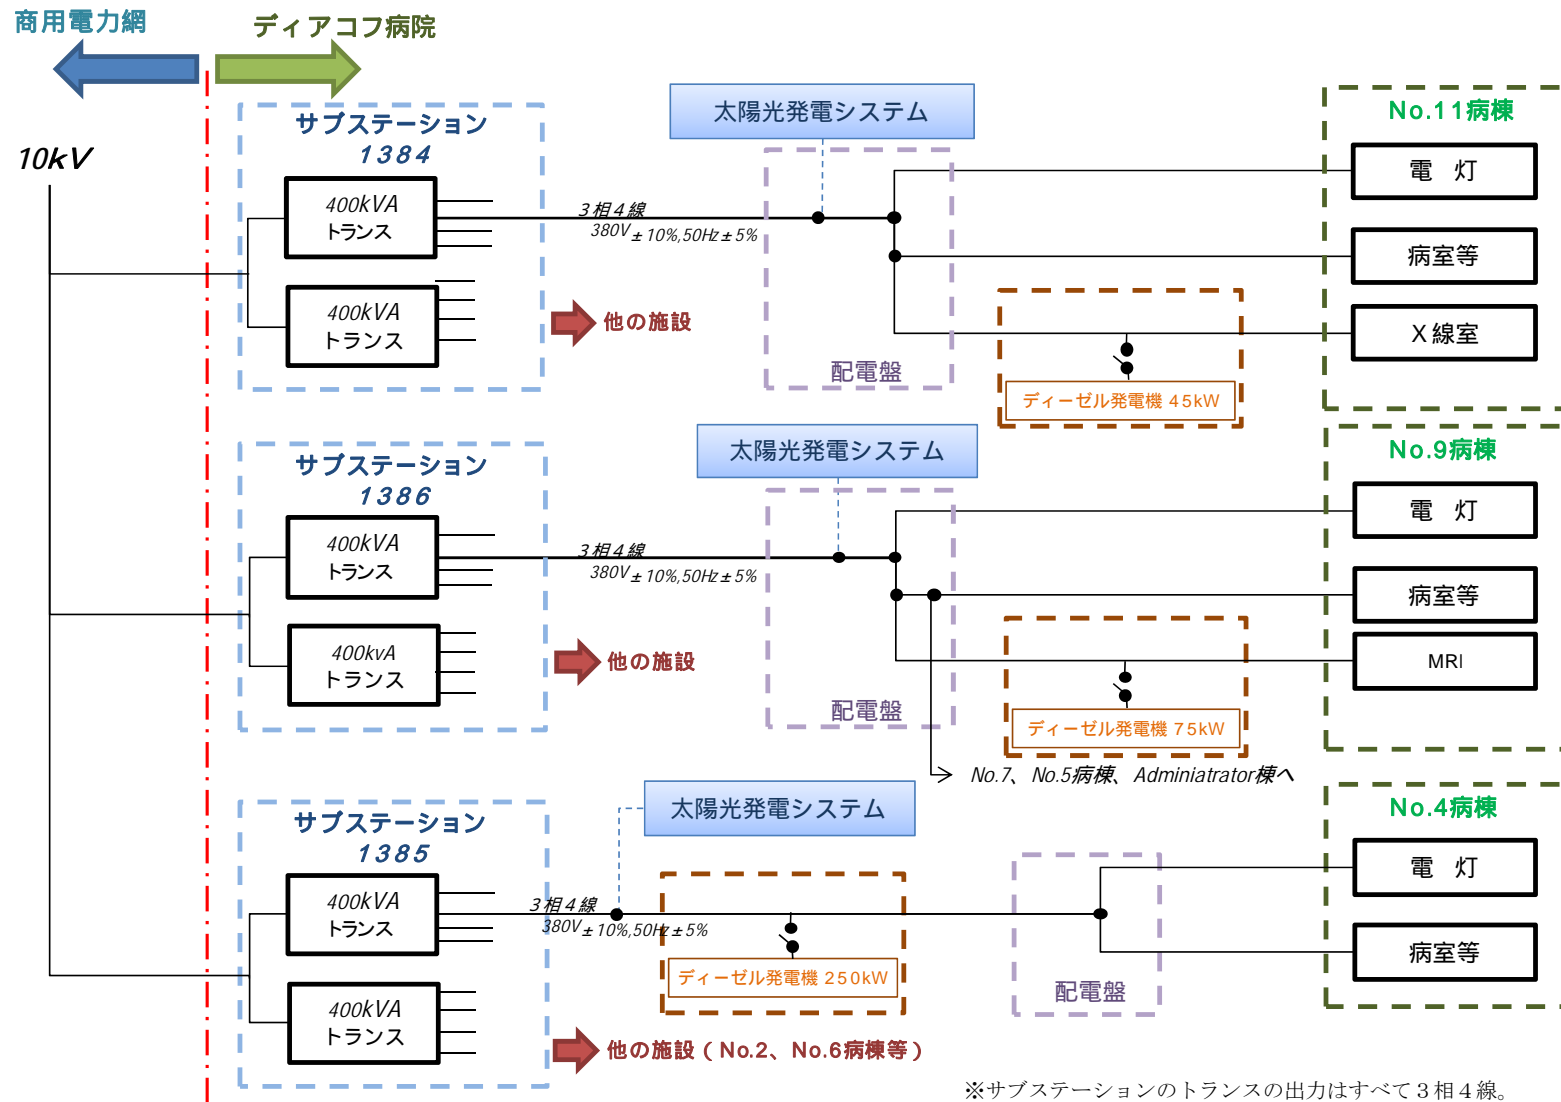 商用電力網
ディアコフ病院
10kV
サブステーション
1384
400kVA
トランス
400kVA
トランス
他の施設
3相4線
380V±10%,50Hz±5%
太陽光発電システム
配電盤
ディーゼル発電機 45kW
No.11病棟
電 灯
病室等
X線室
サブステーション
1386
400kVA
トランス
400kvA
トランス
他の施設
3相4線
380V±10%,50Hz±5%
太陽光発電システム
配電盤
ディーゼル発電機 75kW
No.7、No.5病棟、Adminiatrator棟へ
No.9病棟
電 灯
病室等
MRI
サブステーション
1385
400kVA
トランス
400kVA
トランス
他の施設(No.2、No.6病棟等)
3相4線
380V±10%,50Hz±5%
太陽光発電システム
ディーゼル発電機 250kW
配電盤
No.4病棟
電 灯
病室等
※サブステーションのトランスの出力はすべて3相4線。